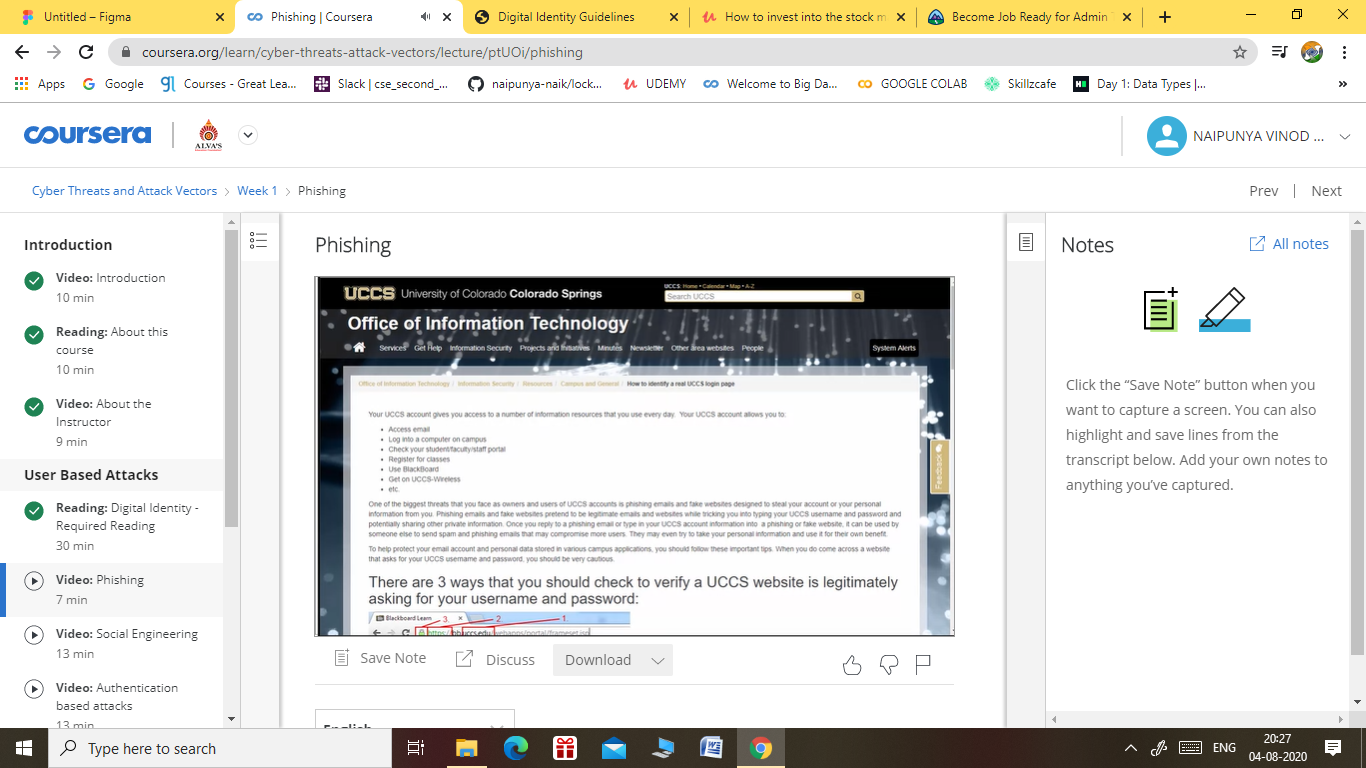 Untitled – Figma
Phishing | Coursera
Digital Identity Guidelines
How to invest into the stock m
Become Job Ready for Admin
coursera.org/learn/cyber-threats-attack-vectors/lecture/ptUOi/phishing
Apps
Google
Courses - Great Lea...
Slack | cse_second_...
naipunya-naik/lock...
UDEMY
Welcome to Big Da...
GOOGLE COLAB
Skillzcafe
Day 1: Data Types |...
»
coursera
ALVA'S
NAIPUNYA VINOD ...
Cyber Threats and Attack Vectors > Week 1 > Phishing
Prev | Next
Introduction
Video: Introduction
10 min
Reading: About this
course
10 min
Video: About the
Instructor
9 min
User Based Attacks
Reading: Digital Identity -
Required Reading
30 min
Video: Phishing
7 min
Video: Social Engineering
13 min
Video: Authentication
based attacks
13 min
Phishing
UCCS University of Colorado Colorado Springs
UCCS: Home • Calendar • Map • A-Z
Search UCCS
Office of Information Technology
Services Get Help Information Security Projects and Initiatives Minutes Newsletter Other area websites People
System Alerts
Office of Information Technology / Information Security / Resources / Campus and General / How to identify a real UCCS login page
Your UCCS account gives you access to a number of information resources that you use every day. Your UCCS account allows you to:
• Access email
• Log into a computer on campus
• Check your student/faculty/staff portal
• Register for classes
• Use BlackBoard
• Get on UCCS-Wireless
• etc.
Feedback
One of the biggest threats that you face as owners and users of UCCS accounts is phishing emails and fake websites designed to steal your account or your personal
information from you. Phishing emails and fake websites pretend to be legitimate emails and websites while tricking you into typing your UCCS username and password and
potentially sharing other private information. Once you reply to a phishing email or type in your UCCS account information into a phishing or fake website, it can be used by
someone else to send spam and phishing emails that may compromise more users. They may even try to take your personal information and use it for their own benefit.
To help protect your email account and personal data stored in various campus applications, you should follow these important tips. When you do come across a website
that asks for your UCCS username and password, you should be very cautious.
There are 3 ways that you should check to verify a UCCS website is legitimately
asking for your username and password:
Blackboard Learn
3. 2. 1.
https://bb.uccs.edu/webapps/portal/frameset.jsp
Save Note
Discuss
Download
English
Notes
All notes
Click the “Save Note” button when you
want to capture a screen. You can also
highlight and save lines from the
transcript below. Add your own notes to
anything you've captured.
Type here to search
ENG
20:27
04-08-2020